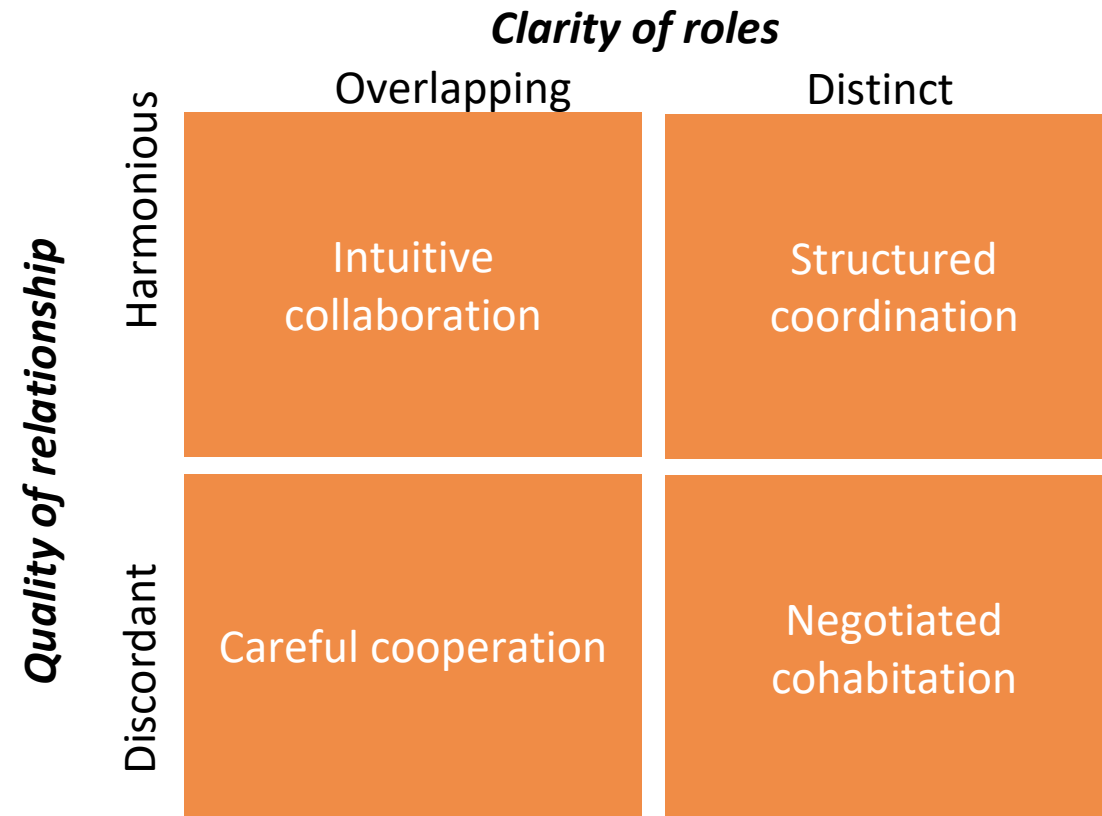 Clarity of roles
Overlapping
Distinct
Quality of relationship
Harmonious
Intuitive
collaboration
Structured
coordination
Discordant
Careful cooperation
Negotiated
cohabitation